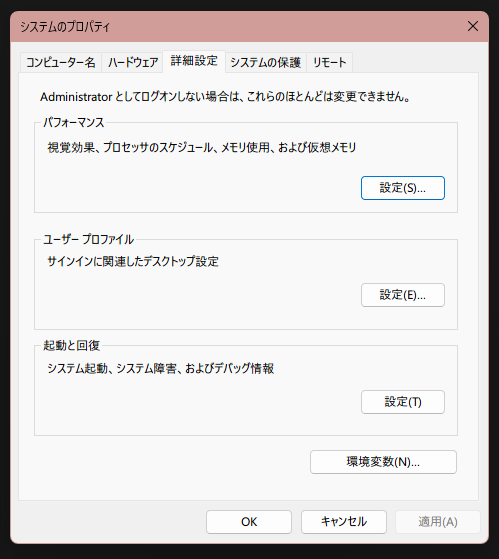 システムのプロパティ
コンピューター名 ハードウェア 詳細設定 システムの保護 リモート
Administrator としてログオンしない場合は、これらのほとんどは変更できません。
パフォーマンス
視覚効果、プロセッサのスケジュール、メモリ使用、および仮想メモリ
設定(S)...
ユーザー プロファイル
サインインに関連したデスクトップ設定
設定(E)...
起動と回復
システム起動、システム障害、およびデバッグ情報
設定(T)
環境変数(N)...
OK キャンセル 適用(A)